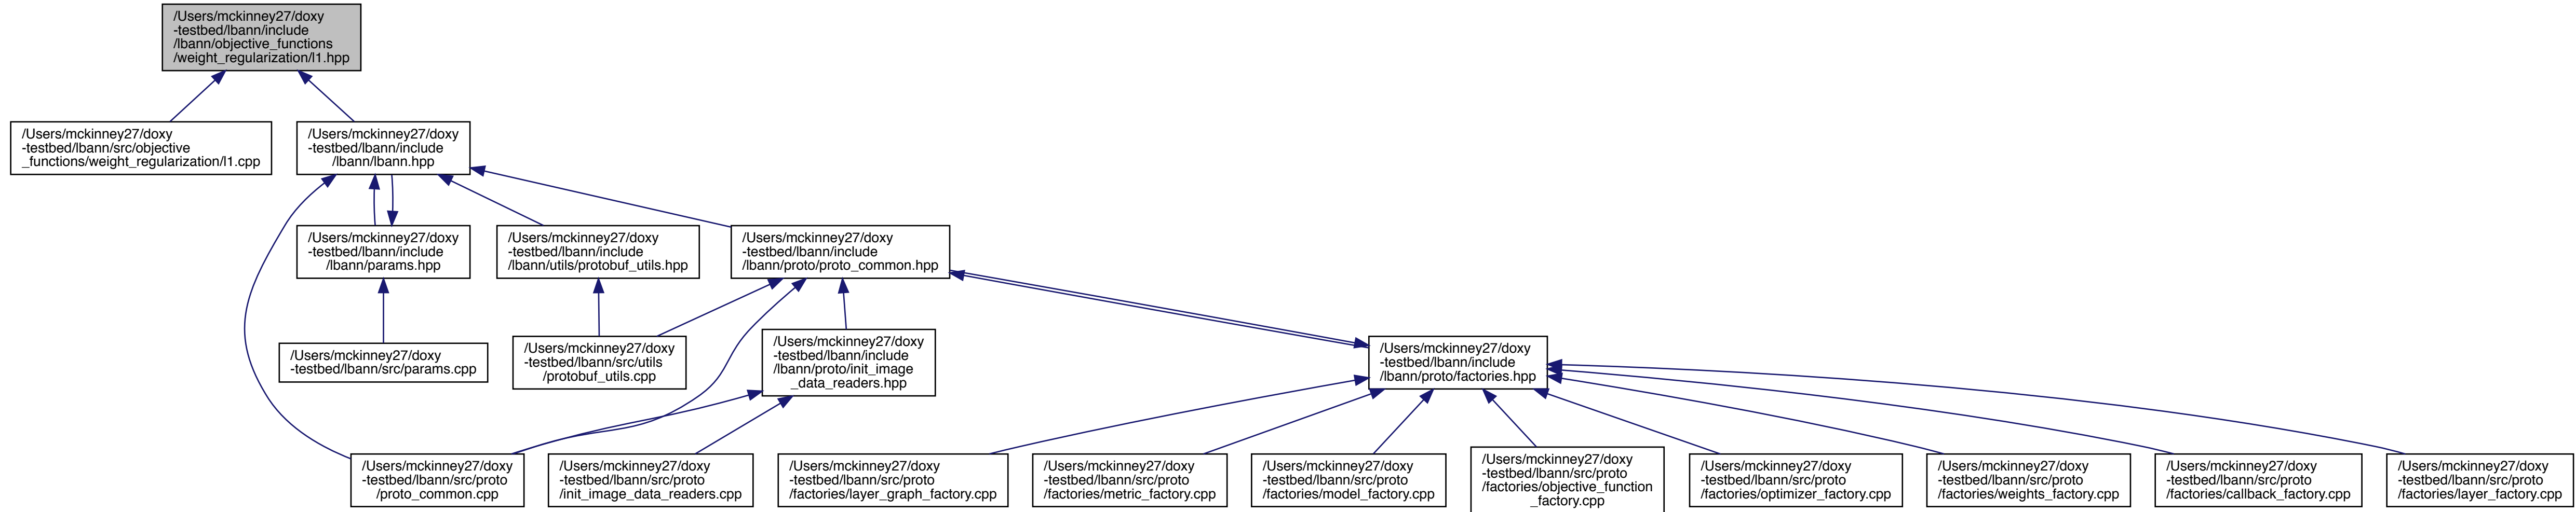 /Users/mckinney27/doxy
-testbed/lbann/include
/lbann/objective_functions
/weight_regularization/l1.hpp
/Users/mckinney27/doxy
-testbed/lbann/src/objective
_functions/weight_regularization/l1.cpp
/Users/mckinney27/doxy
-testbed/lbann/include
/lbann/lbann.hpp
/Users/mckinney27/doxy
-testbed/lbann/include
/lbann/params.hpp
/Users/mckinney27/doxy
-testbed/lbann/include
/lbann/utils/protobuf_utils.hpp
/Users/mckinney27/doxy
-testbed/lbann/include
/lbann/proto/proto_common.hpp
/Users/mckinney27/doxy
-testbed/lbann/src/params.cpp
/Users/mckinney27/doxy
-testbed/lbann/src/utils
/protobuf_utils.cpp
/Users/mckinney27/doxy
-testbed/lbann/include
/lbann/proto/init_image
_data_readers.hpp
/Users/mckinney27/doxy
-testbed/lbann/include
/lbann/proto/factories.hpp
/Users/mckinney27/doxy
-testbed/lbann/src/proto
/proto_common.cpp
/Users/mckinney27/doxy
-testbed/lbann/src/proto
/init_image_data_readers.cpp
/Users/mckinney27/doxy
-testbed/lbann/src/proto
/factories/layer_graph_factory.cpp
/Users/mckinney27/doxy
-testbed/lbann/src/proto
/factories/metric_factory.cpp
/Users/mckinney27/doxy
-testbed/lbann/src/proto
/factories/model_factory.cpp
/Users/mckinney27/doxy
-testbed/lbann/src/proto
/factories/objective_function
_factory.cpp
/Users/mckinney27/doxy
-testbed/lbann/src/proto
/factories/optimizer_factory.cpp
/Users/mckinney27/doxy
-testbed/lbann/src/proto
/factories/weights_factory.cpp
/Users/mckinney27/doxy
-testbed/lbann/src/proto
/factories/callback_factory.cpp
/Users/mckinney27/doxy
-testbed/lbann/src/proto
/factories/layer_factory.cpp